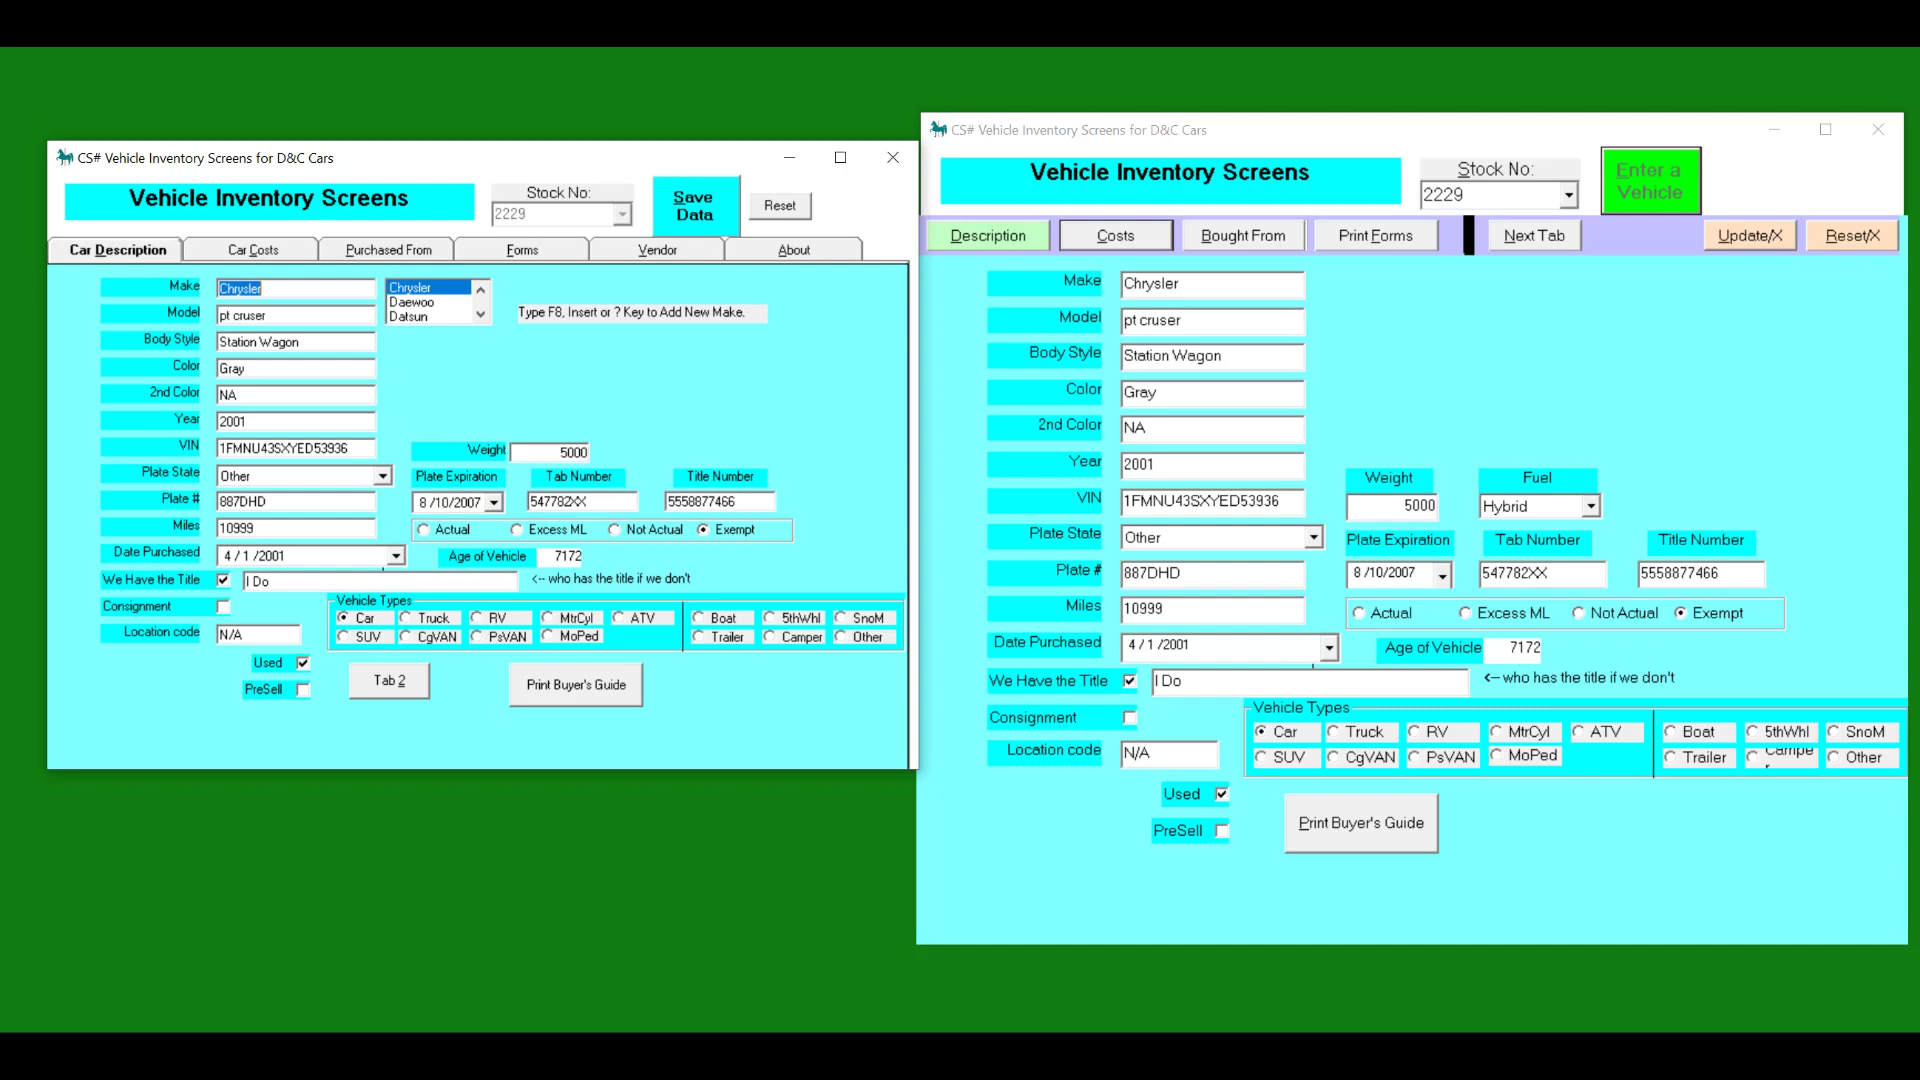 CS# Vehicle Inventory Screens for D&C Cars
Vehicle Inventory Screens
Stock No:
2229
Save Data
Reset
Car Description
Car Costs
Purchased From
Forms
Vendor
About
Make Chrysler
Chrysler
Daewoo
Datsun
Type F8, Insert or ? Key to Add New Make.
Model pt cruser
Body Style Station Wagon
Color Gray
2nd Color NA
Year 2001
VIN 1FMNU43SXYED53936
Weight 5000
Plate State Other
Plate Expiration Tab Number Title Number
Plate # 887DHD
8 /10/2007 547782XX 5558877466
Miles 10999
Actual Excess ML Not Actual Exempt
Date Purchased 4 / 1 /2001
Age of Vehicle 7172
We Have the Title I Do <-- who has the title if we don't
Consignment
Vehicle Types
Car Truck RV MtrCyl ATV Boat 5thWhl SnoM
SUV CgVAN PsVAN MoPed Trailer Camper Other
Location code N/A
Used
PreSell
Tab 2
Print Buyer's Guide
CS# Vehicle Inventory Screens for D&C Cars
Vehicle Inventory Screens
Stock No:
2229
Enter a Vehicle
Description
Costs
Bought From
Print Forms
Next Tab
Update/X
Reset/X
Make Chrysler
Model pt cruser
Body Style Station Wagon
Color Gray
2nd Color NA
Year 2001
Weight Fuel
VIN 1FMNU43SXYED53936
5000 Hybrid
Plate State Other
Plate Expiration Tab Number Title Number
Plate # 887DHD
8 /10/2007 547782XX 5558877466
Miles 10999
Actual Excess ML Not Actual Exempt
Date Purchased 4 / 1 /2001
Age of Vehicle 7172
We Have the Title I Do <-- who has the title if we don't
Consignment
Vehicle Types
Car Truck RV MtrCyl ATV Boat 5thWhl SnoM
SUV CgVAN PsVAN MoPed Trailer Camper Other
Location code N/A
Used
PreSell
Print Buyer's Guide